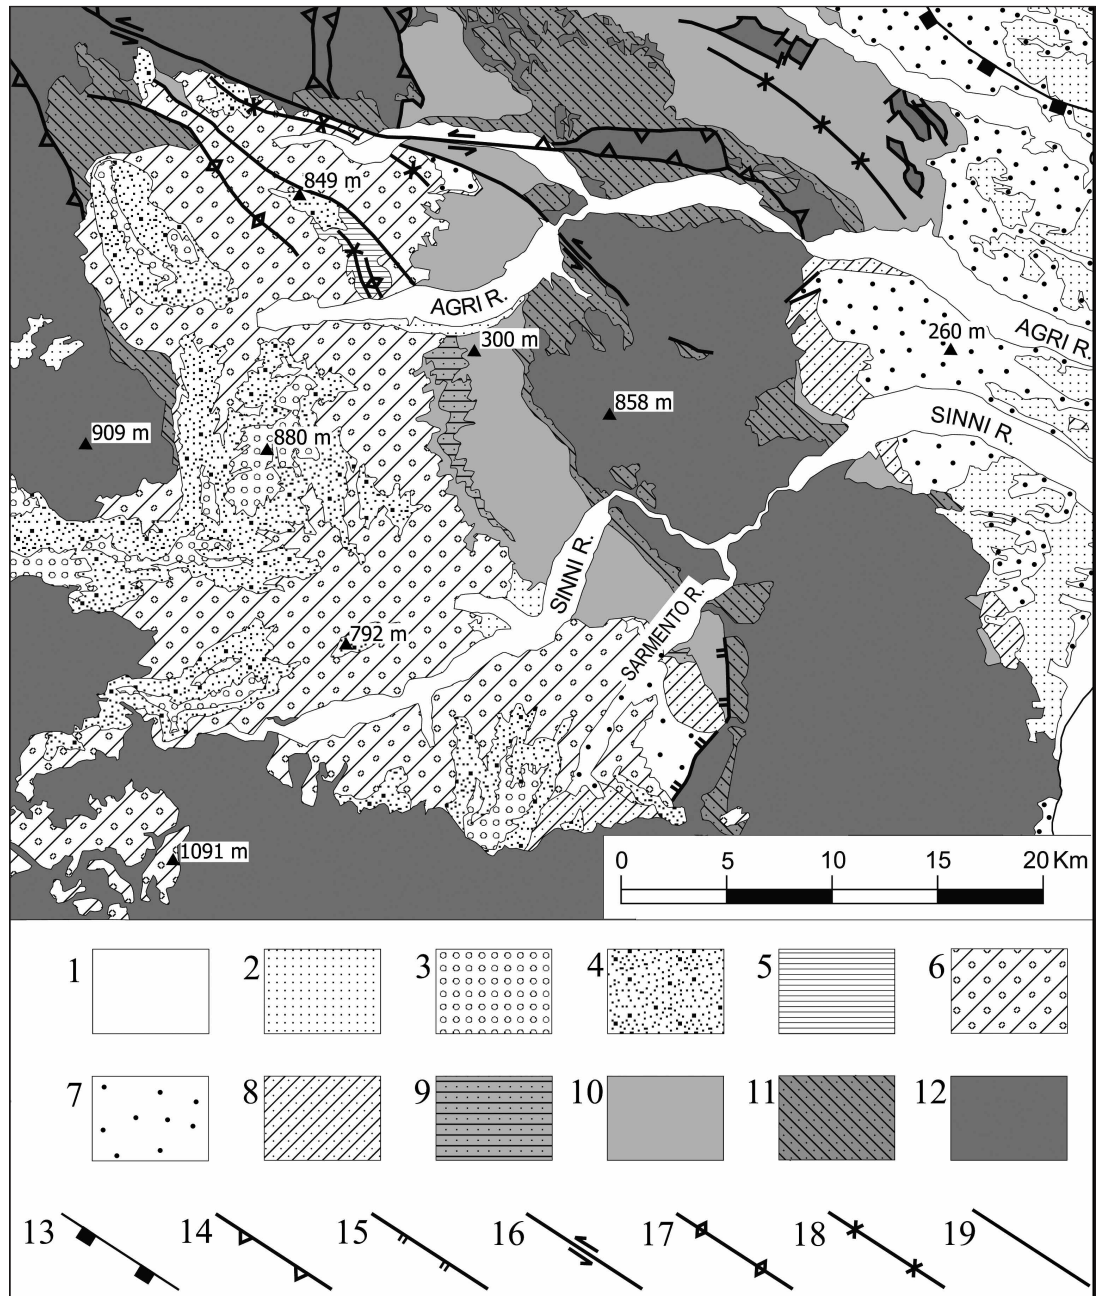 849 m
AGRI R.
300 m
260 m
AGRI R.
858 m
SINNI R.
909 m
880 m
SINNI R.
SARMENTO R.
792 m
1091 m
0 5 10 15 20 Km
1 2 3 4 5 6
7 8 9 10 11 12
13 14 15 16 17 18 19